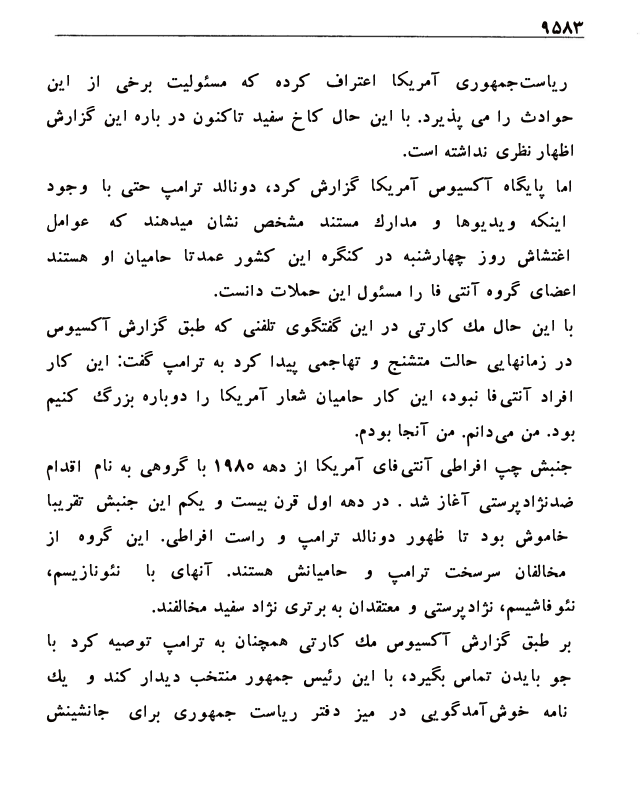 ۹۵۸۳
ریاست‌جمهوری آمریکا اعتراف کرده که مسئولیت برخی از این
حوادث را می پذیرد. با این حال کاخ سفید تاکنون در باره این گزارش
اظهار نظری نداشته است.
اما پایگاه آکسیوس آمریکا گزارش کرد، دونالد ترامپ حتی با وجود
اینکه ویدیوها و مدارك مستند مشخص نشان میدهند که عوامل
اغتشاش روز چهارشنبه در کنگره این کشور عمدتا حامیان او هستند
اعضای گروه آنتی فا را مسئول این حملات دانست.
با این حال مك کارتی در این گفتگوی تلفنی که طبق گزارش آکسیوس
در زمانهایی حالت متشنج و تهاجمی پیدا کرد به ترامپ گفت: این کار
افراد آنتی‌فا نبود، این کار حامیان شعار آمریکا را دوباره بزرگ کنیم
بود. من می‌دانم. من آنجا بودم.
جنبش چپ افراطی آنتی‌فای آمریکا از دهه ۱۹۸۰ با گروهی به نام اقدام
ضدنژادپرستی آغاز شد . در دهه اول قرن بیست و یکم این جنبش تقریبا
خاموش بود تا ظهور دونالد ترامپ و راست افراطی. این گروه از
مخالفان سرسخت ترامپ و حامیانش هستند. آنهای با نئونازیسم،
نئوفاشیسم، نژادپرستی و معتقدان به برتری نژاد سفید مخالفند.
بر طبق گزارش آکسیوس مك کارتی همچنان به ترامپ توصیه کرد با
جو بایدن تماس بگیرد، با این رئیس جمهور منتخب دیدار کند و یك
نامه خوش‌آمدگویی در میز دفتر ریاست جمهوری برای جانشینش